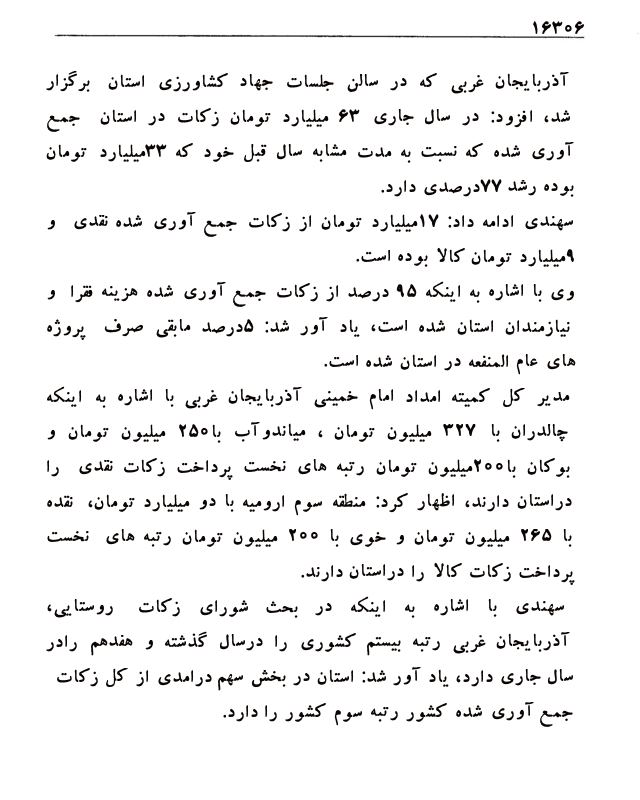 ۱۶۳۰۶
آذربایجان غربی که در سالن جلسات جهاد کشاورزی استان برگزار
شد، افزود: در سال جاری ۶۳ میلیارد تومان زکات در استان جمع
آوری شده که نسبت به مدت مشابه سال قبل خود که ۳۳میلیارد تومان
بوده رشد ۷۷درصدی دارد.
سهندی ادامه داد: ۱۷میلیارد تومان از زکات جمع آوری شده نقدی و
۹میلیارد تومان کالا بوده است.
وی با اشاره به اینکه ۹۵ درصد از زکات جمع آوری شده هزینه فقرا و
نیازمندان استان شده است، یاد آور شد: ۵درصد مابقی صرف پروژه
های عام المنفعه در استان شده است.
مدیر کل کمیته امداد امام خمینی آذربایجان غربی با اشاره به اینکه
چالدران با ۳۲۷ میلیون تومان ، میاندوآب با۲۵۰ میلیون تومان و
بوکان با۲۰۰میلیون تومان رتبه های نخست پرداخت زکات نقدی را
دراستان دارند، اظهار کرد: منطقه سوم ارومیه با دو میلیارد تومان، نقده
با ۲۶۵ میلیون تومان و خوی با ۲۰۰ میلیون تومان رتبه های نخست
پرداخت زکات کالا را دراستان دارند.
سهندی با اشاره به اینکه در بحث شورای زکات روستایی،
آذربایجان غربی رتبه بیستم کشوری را درسال گذشته و هفدهم رادر
سال جاری دارد، یاد آور شد: استان در بخش سهم درامدی از کل زکات
جمع آوری شده کشور رتبه سوم کشور را دارد.